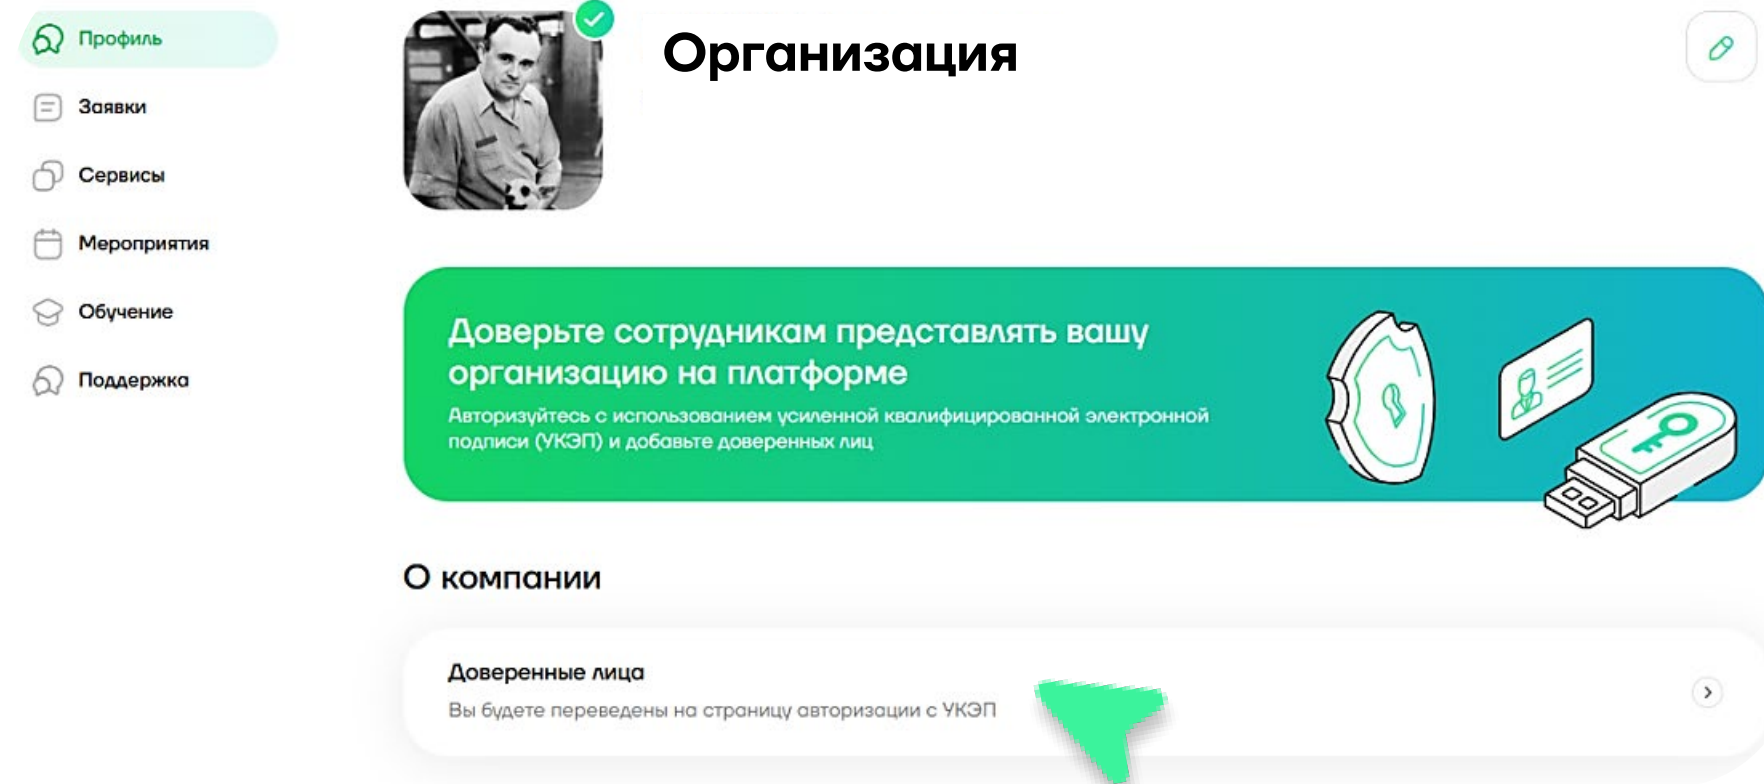 Профиль
Заявки
Сервисы
Мероприятия
Обучение
Поддержка
Организация
Доверьте сотрудникам представлять вашу
организацию на платформе
Авторизуйтесь с использованием усиленной квалифицированной электронной
подписи (УКЭП) и добавьте доверенных лиц
О компании
Доверенные лица
Вы будете переведены на страницу авторизации с УКЭП